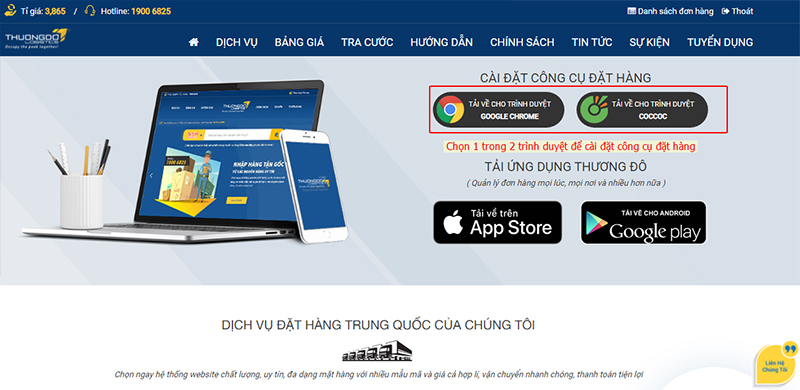 Tỉ giá: 3,865 / Hotline: 1900 6825
Danh sách đơn hàng Thoát
THUONGDO
LOGISTICS
Occupy the peak together!
DỊCH VỤ BẢNG GIÁ TRA CƯỚC HƯỚNG DẪN CHÍNH SÁCH TIN TỨC SỰ KIỆN TUYỂN DỤNG
CÀI ĐẶT CÔNG CỤ ĐẶT HÀNG
TẢI VỀ CHO TRÌNH DUYỆT
GOOGLE CHROME
TẢI VỀ CHO TRÌNH DUYỆT
COCCOC
Chọn 1 trong 2 trình duyệt để cài đặt công cụ đặt hàng
TẢI ỨNG DỤNG THƯƠNG ĐÔ
( Quản lý đơn hàng mọi lúc, mọi nơi và nhiều hơn nữa )
Tải về trên
App Store
TẢI VỀ CHO ANDROID
Google play
THUONGDO
NHẬP HÀNG TẬN GỐC
1900 6825
THUONGDO
DỊCH VỤ ĐẶT HÀNG TRUNG QUỐC CỦA CHÚNG TÔI
Chọn ngay hệ thống website chất lượng, uy tín, đa dạng mặt hàng với nhiều mẫu mã và giá cả hợp lí, vận chuyển nhanh chóng, thanh toán tiện lợi
Liên Hệ
Chúng Tôi